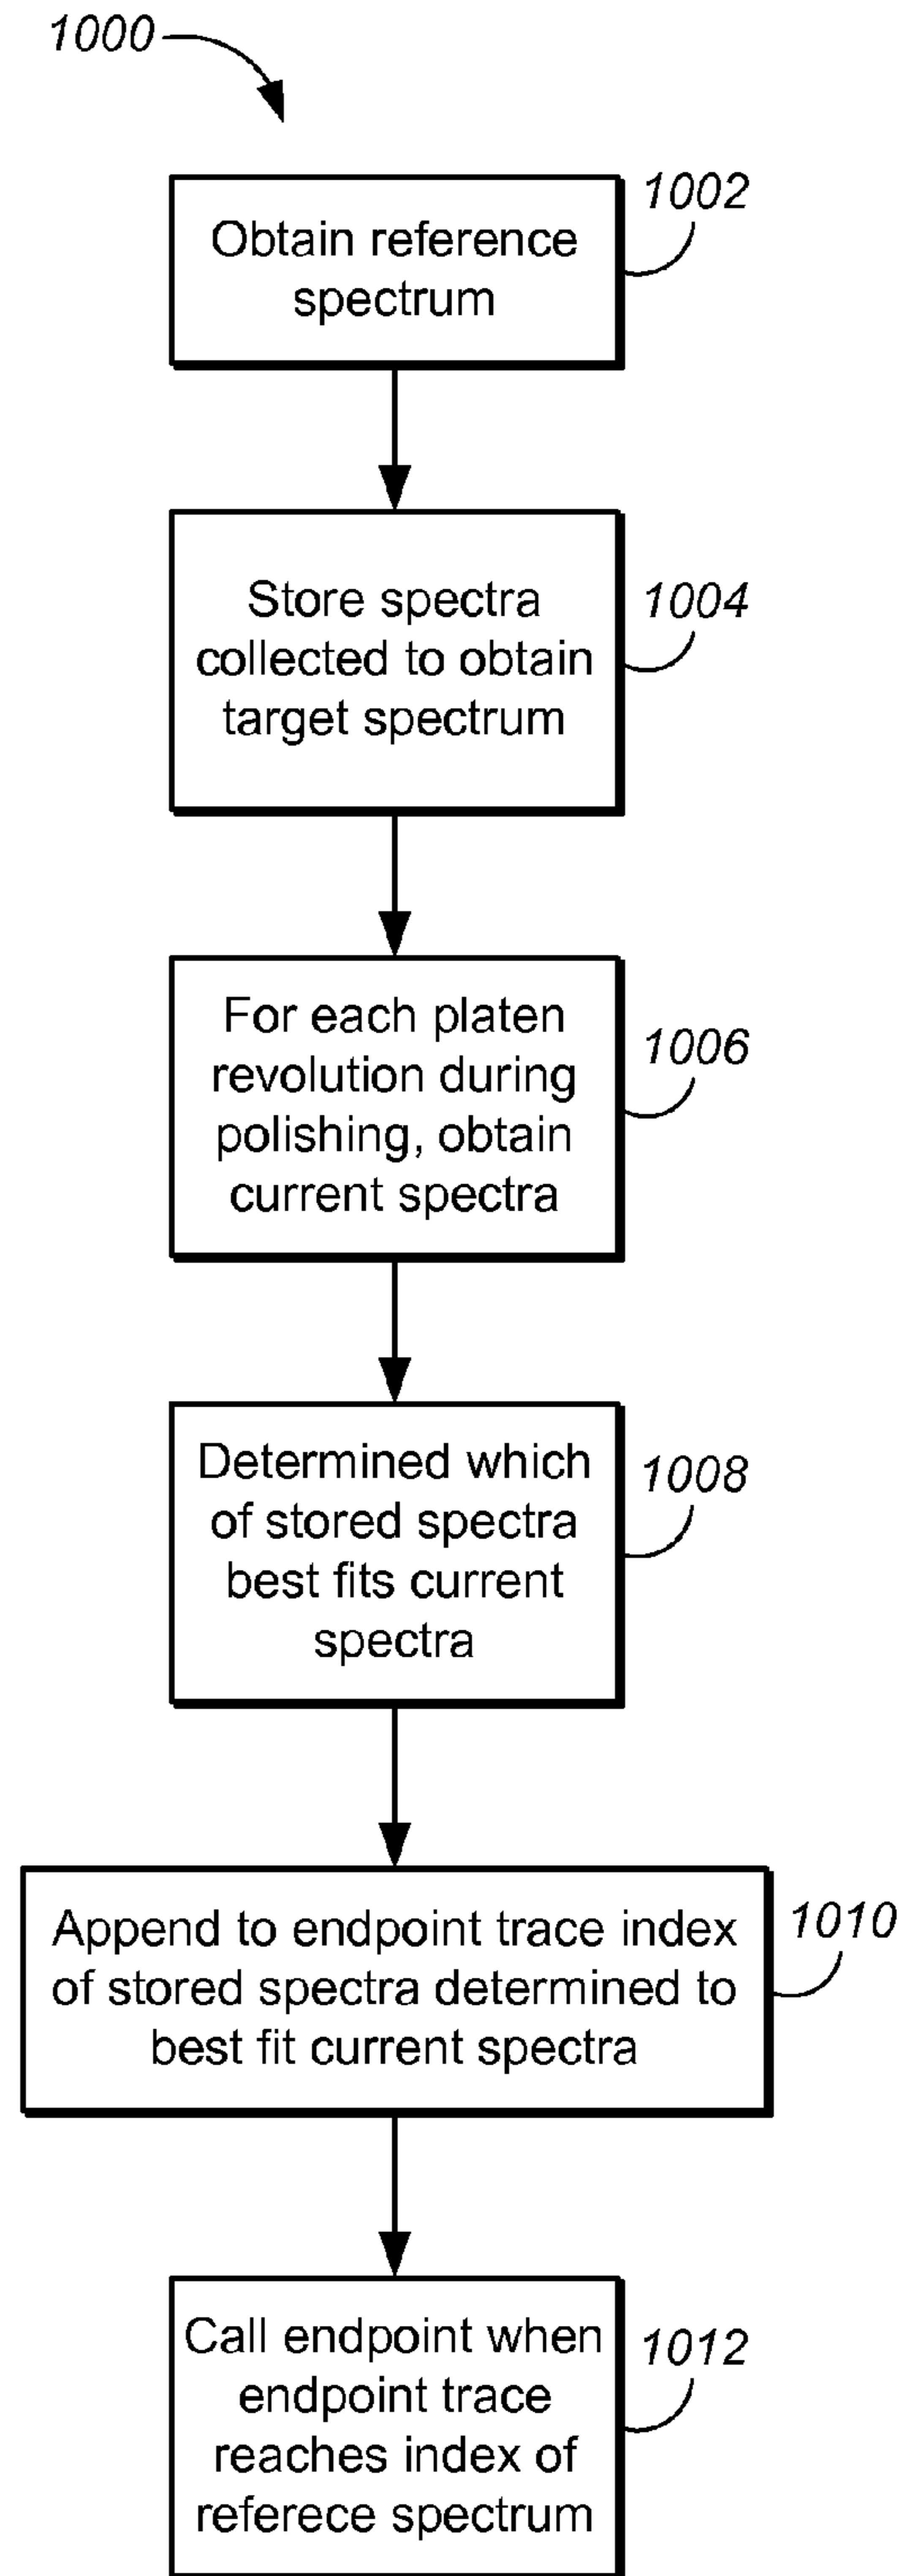 1000
1002
Obtain reference
spectrum
1004
Store spectra
collected to obtain
target spectrum
1006
For each platen
revolution during
polishing, obtain
current spectra
1008
Determined which
of stored spectra
best fits current
spectra
1010
Append to endpoint trace index
of stored spectra determined to
best fit current spectra
1012
Call endpoint when
endpoint trace
reaches index of
referece spectrum